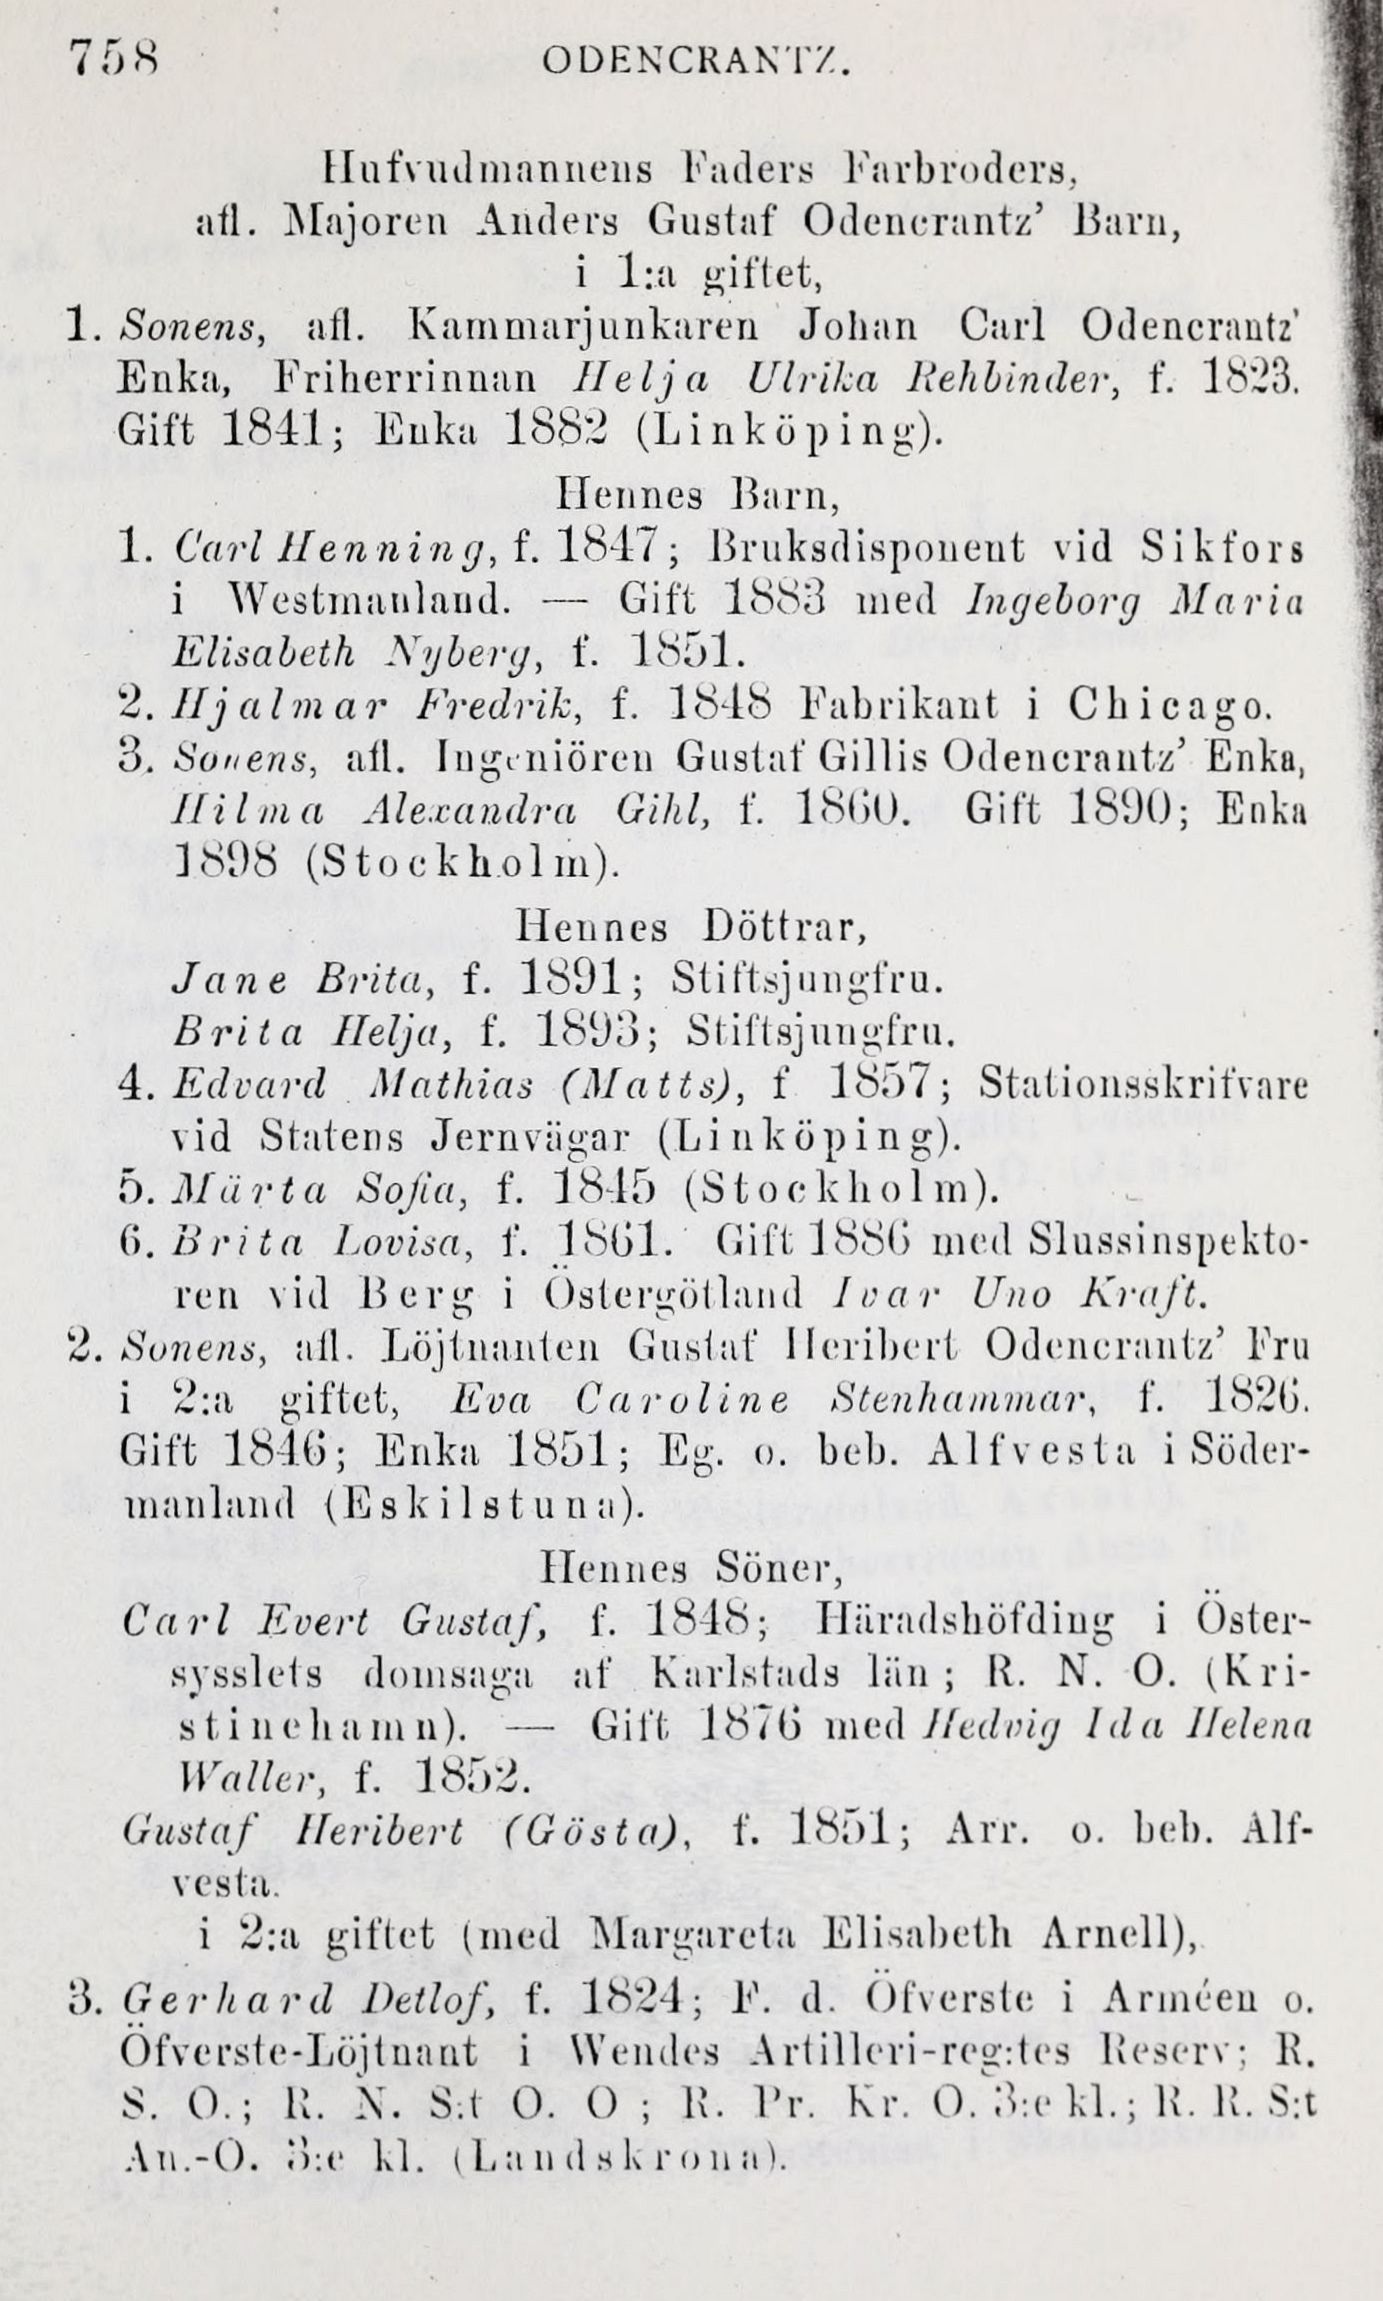 758 ODENCRANTZ.
Hufvudmannens Faders Farbroders,
afl. Majoren Anders Gustaf Odencrantz' Barn,
i 1:a giftet,
1. Sonens, afl. Kammarjunkaren Johan Carl Odencrantz'
Enka, Friherrinnan Helja Ulrika Rehbinder, f. 1823.
Gift 1841; Enka 1882 (Linköping).
Hennes Barn,
1. Carl Henning, f. 1847; Bruksdisponent vid Sikfors
i Westmanland. — Gift 1883 med Ingeborg Maria
Elisabeth Nyberg, f. 1851.
2. Hjalmar Fredrik, f. 1848 Fabrikant i Chicago.
3. Sonens, afl. Ingeniören Gustaf Gillis Odencrantz' Enka,
Hilma Alexandra Gihl, f. 1860. Gift 1890; Enka
1898 (Stockholm).
Hennes Döttrar,
Jane Brita, f. 1891; Stiftsjungfru.
Brita Helja, f. 1893; Stiftsjungfru.
4. Edvard Mathias (Matts), f 1857; Stationsskrifvare
vid Statens Jernvägar (Linköping).
5. Märta Sofia, f. 1845 (Stockholm).
6. Brita Lovisa, f. 1861. Gift 1886 med Slussinspekto-
ren vid Berg i Östergötland Ivar Uno Kraft.
2. Sonens, afl. Löjtnanten Gustaf Heribert Odencrantz' Fru
i 2:a giftet, Eva Caroline Stenhammar, f. 1826.
Gift 1846; Enka 1851; Eg. o. beb. Alfvesta i Söder-
manland (Eskilstuna).
Hennes Söner,
Carl Evert Gustaf, f. 1848; Häradshöfding i Öster-
sysslets domsaga af Karlstads län; R. N. O. (Kri-
stinehamn). — Gift 1876 med Hedvig Ida Helena
Waller, f. 1852.
Gustaf Heribert (Gösta), f. 1851; Arr. o. beb. Alf-
vesta.
i 2:a giftet (med Margareta Elisabeth Arnell),
3. Gerhard Detlof, f. 1824; F. d. Öfverste i Arméen o.
Öfverste-Löjtnant i Wendes Artilleri-reg:tes Reserv; R.
S. O.; R. N. S:t O. O ; R. Pr. Kr. O. 3:e kl.; R. R. S:t
An.-O. 3:e kl. (Landskrona).